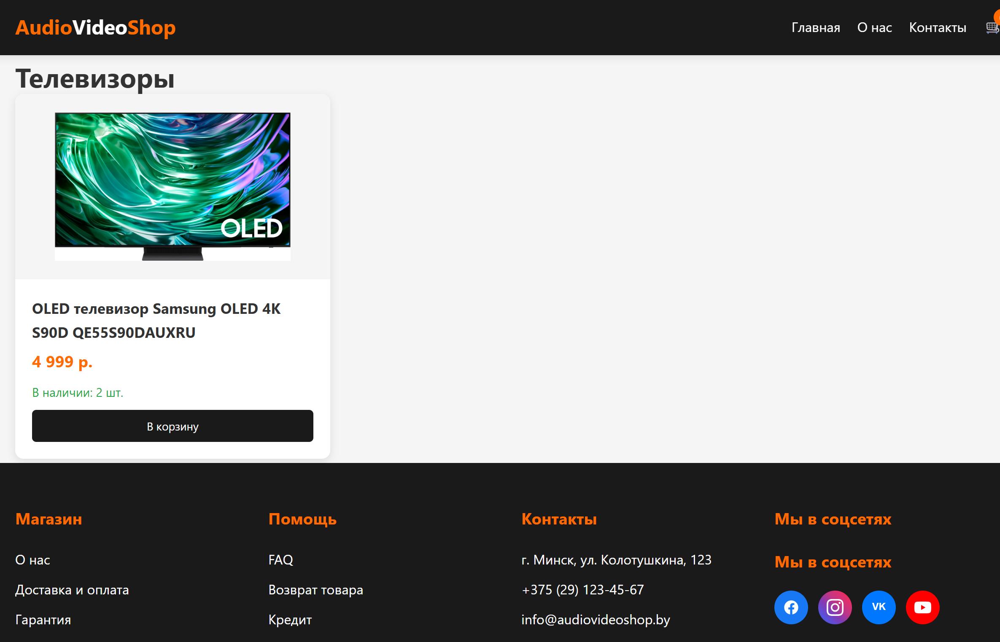 AudioVideoShop
Главная О нас Контакты
Телевизоры
OLED
OLED телевизор Samsung OLED 4K
S90D QE55S90DAUXRU
4 999 р.
В наличии: 2 шт.
В корзину
Магазин
О нас
Доставка и оплата
Гарантия
Помощь
FAQ
Возврат товара
Кредит
Контакты
г. Минск, ул. Колотушкина, 123
+375 (29) 123-45-67
info@audiovideoshop.by
Мы в соцсетях
Мы в соцсетях
VK